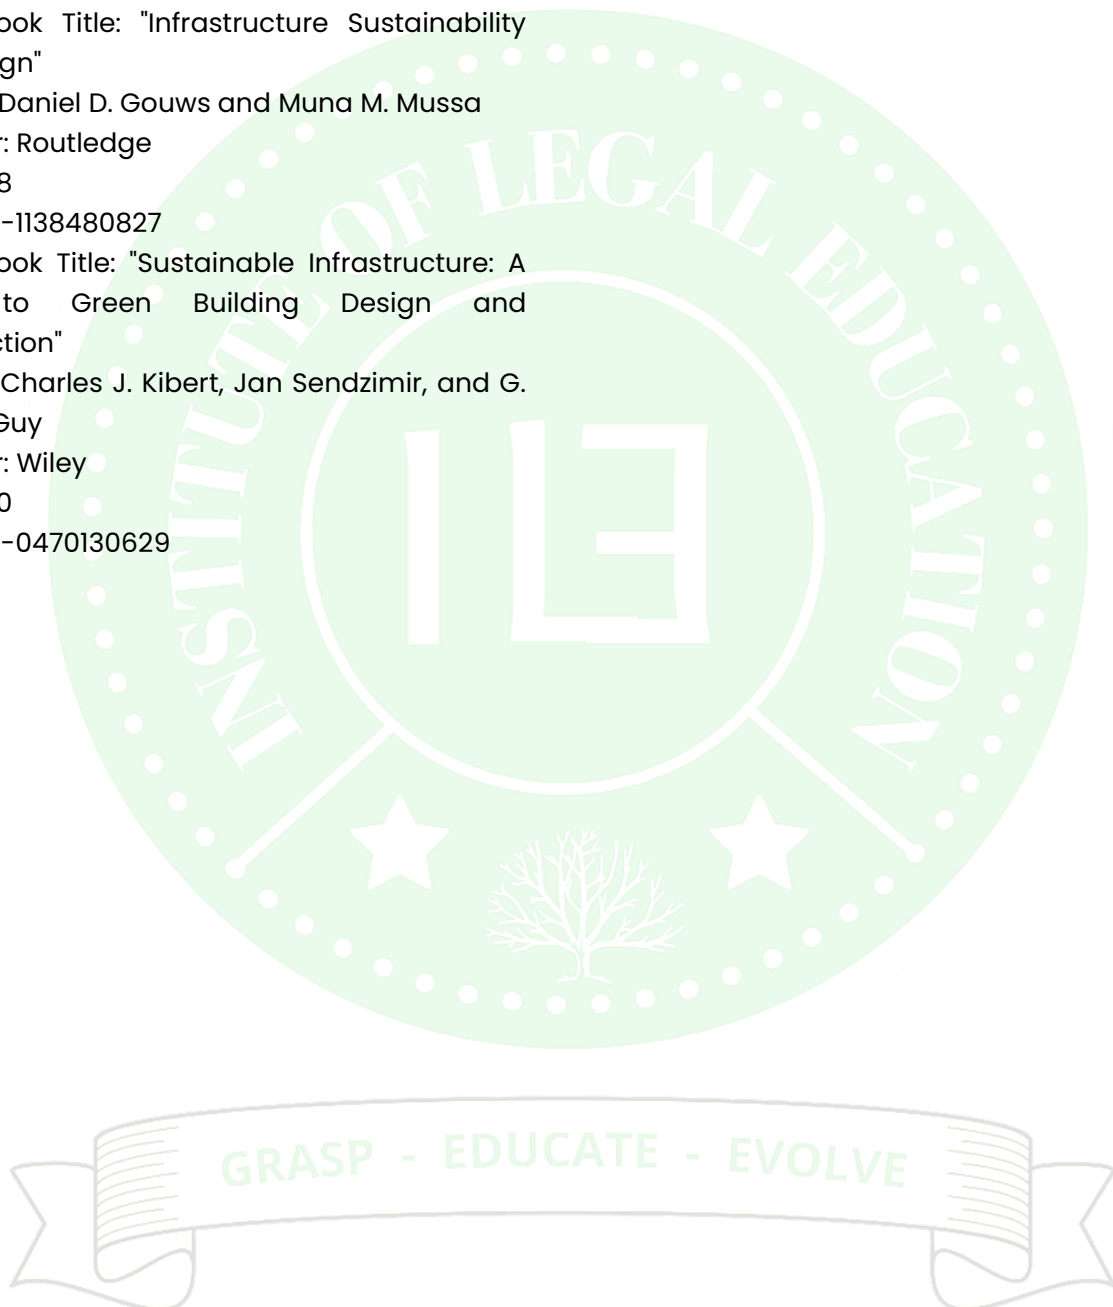 ook Title: "Infrastructure Sustainability
gn"
Daniel D. Gouws and Muna M. Mussa
r: Routledge
8
-1138480827
ook Title: "Sustainable Infrastructure: A
to Green Building Design and
ction"
Charles J. Kibert, Jan Sendzimir, and G.
Guy
r: Wiley
0
-0470130629
INSTITUTE OF LEGAL EDUCATION
ILE
GRASP - EDUCATE - EVOLVE